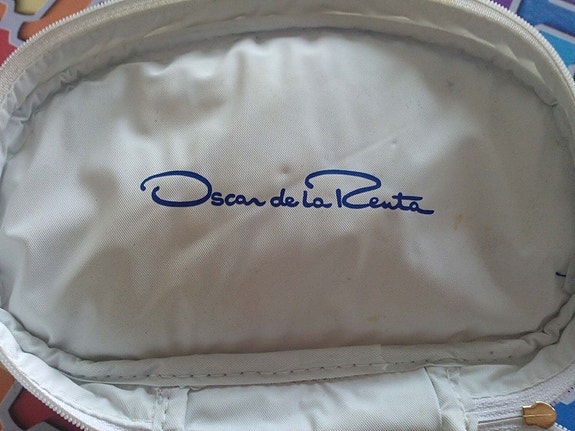 Oscar de la Renta